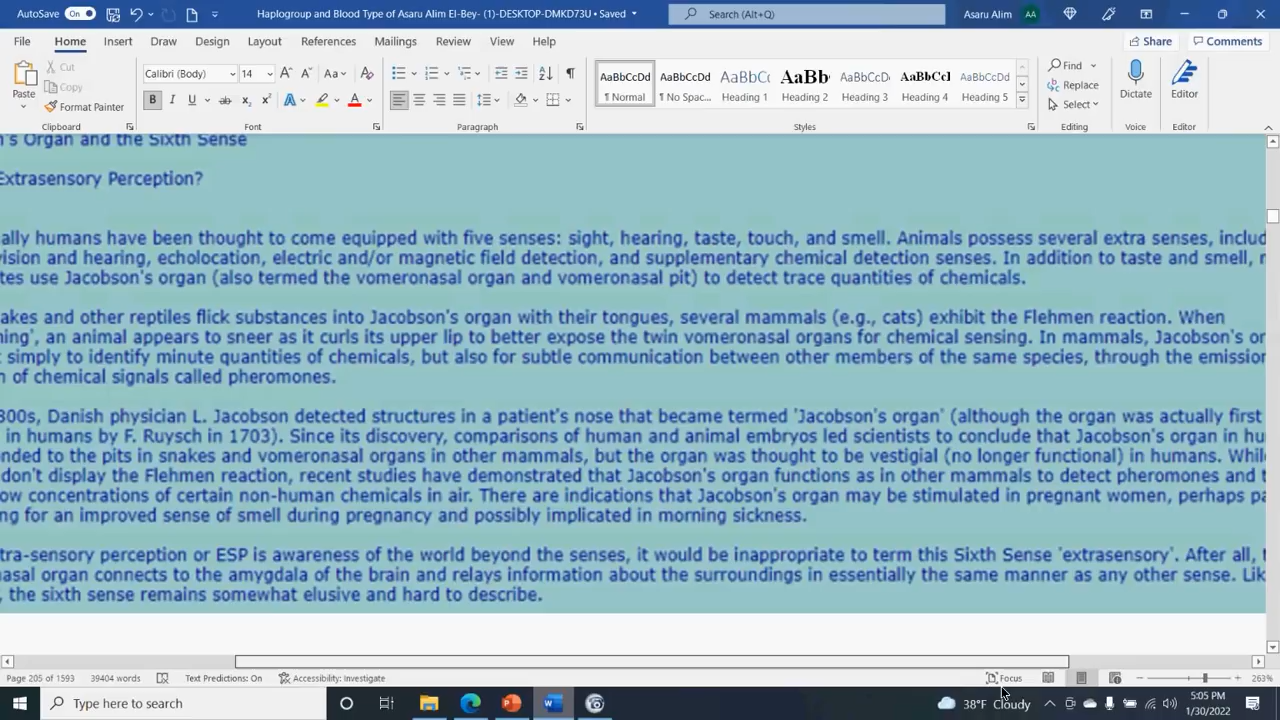 AutoSave On Haplogroup and Blood Type of Asaru Alim El-Bey- (1)-DESKTOP-DMKD73U • Saved Search (Alt+Q) Asaru Alim AA
File Home Insert Draw Design Layout References Mailings Review View Help Share Comments
Paste Cut Copy Format Painter
Calibri (Body) 14
AaBbCcDd AaBbCcDd AaBbCc AaBb AaBbCcDd AaBbCcI AaBbCcDd
¶ Normal ¶ No Spac... Heading 1 Heading 2 Heading 3 Heading 4 Heading 5
Find Replace Select Dictate Editor
Clipboard Font Paragraph Styles Editing Voice Editor
n's Organ and the Sixth Sense
Extrasensory Perception?
ally humans have been thought to come equipped with five senses: sight, hearing, taste, touch, and smell. Animals possess several extra senses, includ
vision and hearing, echolocation, electric and/or magnetic field detection, and supplementary chemical detection senses. In addition to taste and smell,
tes use Jacobson's organ (also termed the vomeronasal organ and vomeronasal pit) to detect trace quantities of chemicals.
akes and other reptiles flick substances into Jacobson's organ with their tongues, several mammals (e.g., cats) exhibit the Flehmen reaction. When
ning', an animal appears to sneer as it curls its upper lip to better expose the twin vomeronasal organs for chemical sensing. In mammals, Jacobson's or
simply to identify minute quantities of chemicals, but also for subtle communication between other members of the same species, through the emission
n of chemical signals called pheromones.
300s, Danish physician L. Jacobson detected structures in a patient's nose that became termed 'Jacobson's organ' (although the organ was actually first
in humans by F. Ruysch in 1703). Since its discovery, comparisons of human and animal embryos led scientists to conclude that Jacobson's organ in hu
nded to the pits in snakes and vomeronasal organs in other mammals, but the organ was thought to be vestigial (no longer functional) in humans. Whil
don't display the Flehmen reaction, recent studies have demonstrated that Jacobson's organ functions as in other mammals to detect pheromones and t
ow concentrations of certain non-human chemicals in air. There are indications that Jacobson's organ may be stimulated in pregnant women, perhaps pa
ng for an improved sense of smell during pregnancy and possibly implicated in morning sickness.
tra-sensory perception or ESP is awareness of the world beyond the senses, it would be inappropriate to term this Sixth Sense 'extrasensory'. After all,
nasal organ connects to the amygdala of the brain and relays information about the surroundings in essentially the same manner as any other sense. Lik
, the sixth sense remains somewhat elusive and hard to describe.
Page 205 of 1593 39404 words Text Predictions: On Accessibility: Investigate Focus 263%
Type here to search 38°F Cloudy 5:05 PM
1/30/2022